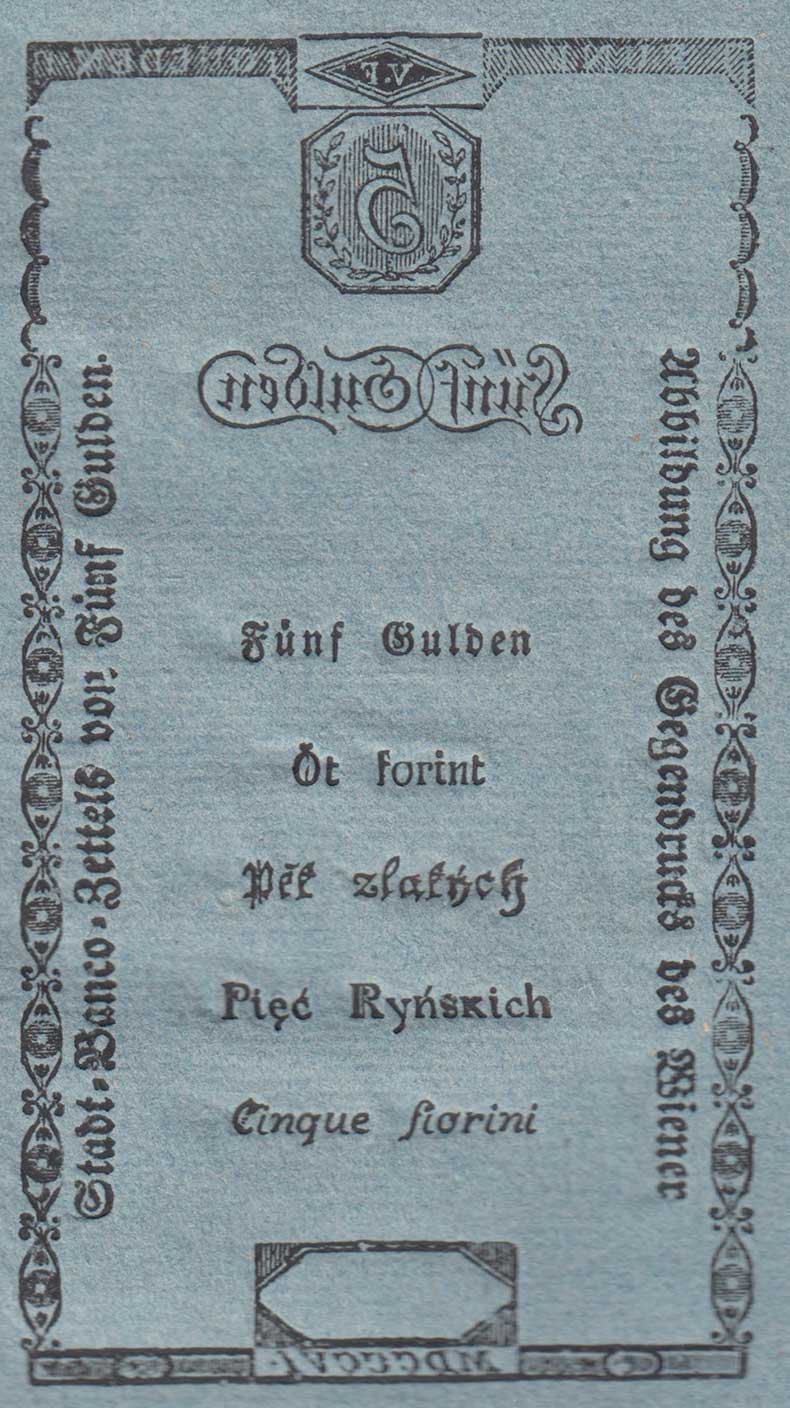 5
Fünf Gulden
Abbildung des Gegendrucks des Wiener
Stadt-Banco-Zettels von Fünf Gulden.
Fünf Gulden
Öt forint
Pět zlatých
Pięć Ryńskich
Cinque fiorini
MDCCCVI.